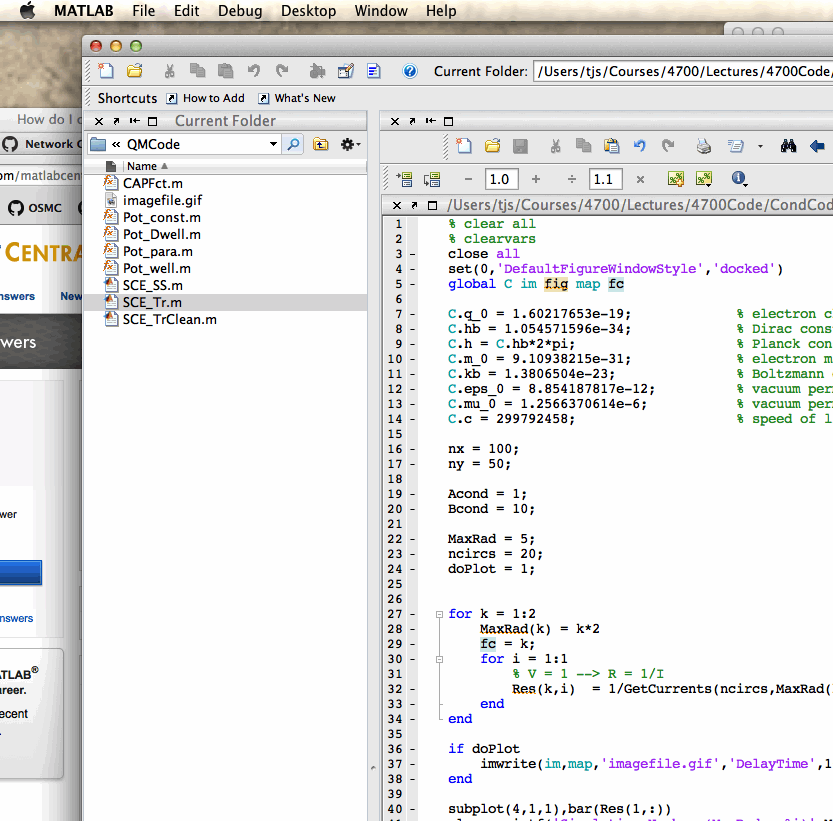 MATLAB File Edit Debug Desktop Window Help
Current Folder: /Users/tjs/Courses/4700/Lectures/4700Code/
Shortcuts How to Add What's New
How do I
Current Folder
Network
« QMCode
om/matlabcent
Name
CAPFct.m
imagefile.gif
Pot_const.m
Pot_Dwell.m
Pot_para.m
Pot_well.m
SCE_SS.m
SCE_Tr.m
SCE_TrClean.m
OSMC
CENTRA
nswers New
wers
wer
nswers
ATLAB®
reer.
ecent
- 1.0 + ÷ 1.1 ×
/Users/tjs/Courses/4700/Lectures/4700Code/CondCod
1 % clear all
2 % clearvars
3 - close all
4 - set(0,'DefaultFigureWindowStyle','docked')
5 - global C im fig map fc
6
7 - C.q_0 = 1.60217653e-19; % electron c
8 - C.hb = 1.054571596e-34; % Dirac cons
9 - C.h = C.hb*2*pi; % Planck con
10 - C.m_0 = 9.10938215e-31; % electron m
11 - C.kb = 1.3806504e-23; % Boltzmann
12 - C.eps_0 = 8.854187817e-12; % vacuum per
13 - C.mu_0 = 1.2566370614e-6; % vacuum per
14 - C.c = 299792458; % speed of l
15
16 - nx = 100;
17 - ny = 50;
18
19 - Acond = 1;
20 - Bcond = 10;
21
22 - MaxRad = 5;
23 - ncircs = 20;
24 - doPlot = 1;
25
26
27 - for k = 1:2
28 - MaxRad(k) = k*2
29 - fc = k;
30 - for i = 1:1
31 % V = 1 --> R = 1/I
32 - Res(k,i) = 1/GetCurrents(ncircs,MaxRad(
33 - end
34 - end
35
36 - if doPlot
37 - imwrite(im,map,'imagefile.gif','DelayTime',1
38 - end
39
40 - subplot(4,1,1),bar(Res(1,:))